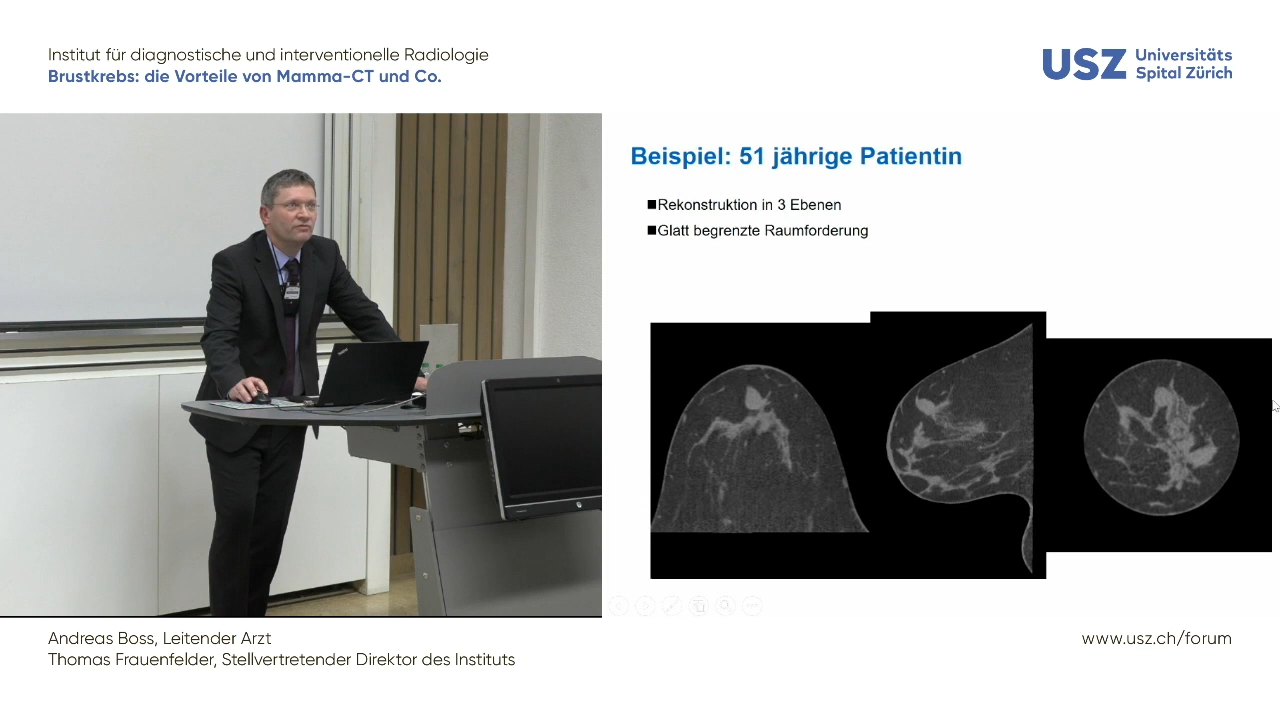 Institut für diagnostische und interventionelle Radiologie
Brustkrebs: die Vorteile von Mamma-CT und Co.
USZ Universitäts
Spital Zürich
Beispiel: 51 jährige Patientin
■Rekonstruktion in 3 Ebenen
■Glatt begrenzte Raumforderung
Andreas Boss, Leitender Arzt
Thomas Frauenfelder, Stellvertretender Direktor des Instituts
www.usz.ch/forum